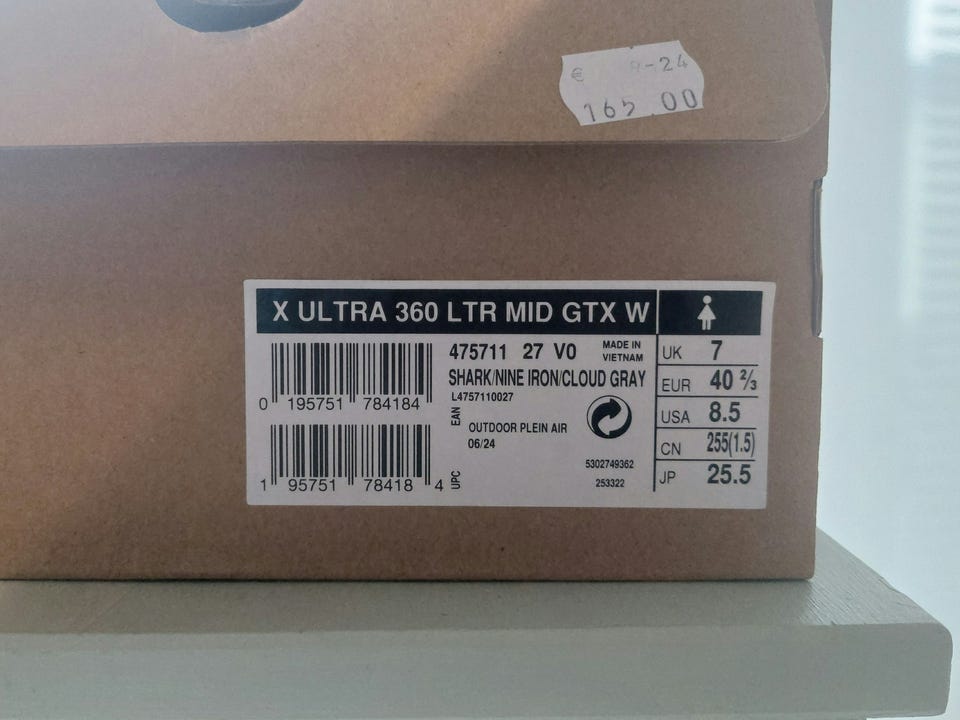 € -24
165 00
X ULTRA 360 LTR MID GTX W
475711 27 V0
MADE IN
VIETNAM
SHARK/NINE IRON/CLOUD GRAY
L4757110027
0 195751 784184
EAN
OUTDOOR PLEIN AIR
06/24
5302749362
253322
1 95751 78418 4
UPC
UK 7
EUR 40 ⅔
USA 8.5
CN 255(1.5)
JP 25.5